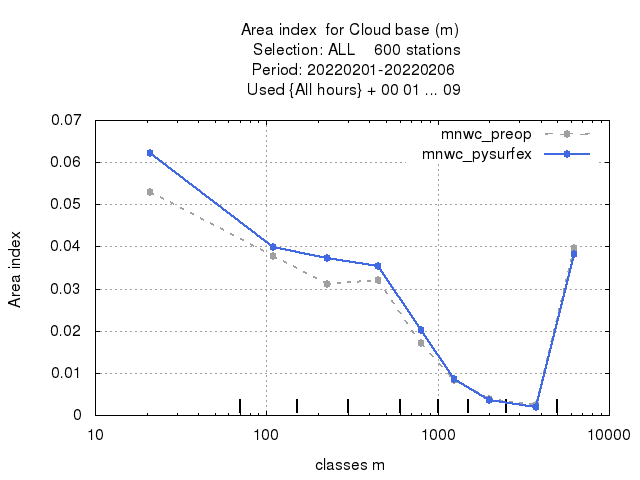 Area index  for Cloud base (m)
Selection: ALL    600 stations
Period: 20220201-20220206
Used {All hours} + 00 01 ... 09
0.07
0.06
0.05
0.04
0.03
0.02
0.01
0
Area index
mnwc_preop
mnwc_pysurfex
10
100
1000
10000
classes m